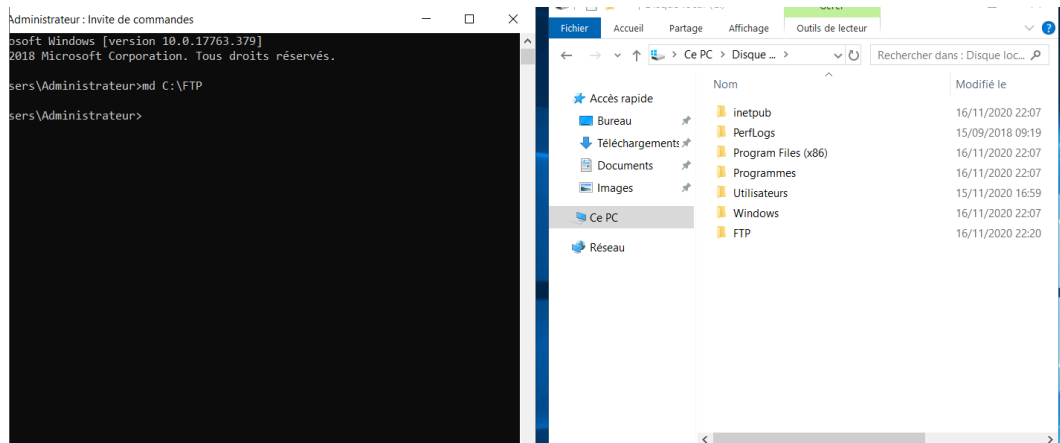 Administrateur : Invite de commandes
osoft Windows [version 10.0.17763.379]
2018 Microsoft Corporation. Tous droits réservés.
sers\Administrateur>md C:\FTP
sers\Administrateur>
Fichier Accueil Partage Affichage Outils de lecteur
Ce PC > Disque ... > Rechercher dans : Disque loc...
Nom Modifié le
Accès rapide
Bureau
Téléchargements
Documents
Images
Ce PC
Réseau
inetpub 16/11/2020 22:07
PerfLogs 15/09/2018 09:19
Program Files (x86) 16/11/2020 22:07
Programmes 16/11/2020 22:07
Utilisateurs 15/11/2020 16:59
Windows 16/11/2020 22:07
FTP 16/11/2020 22:20